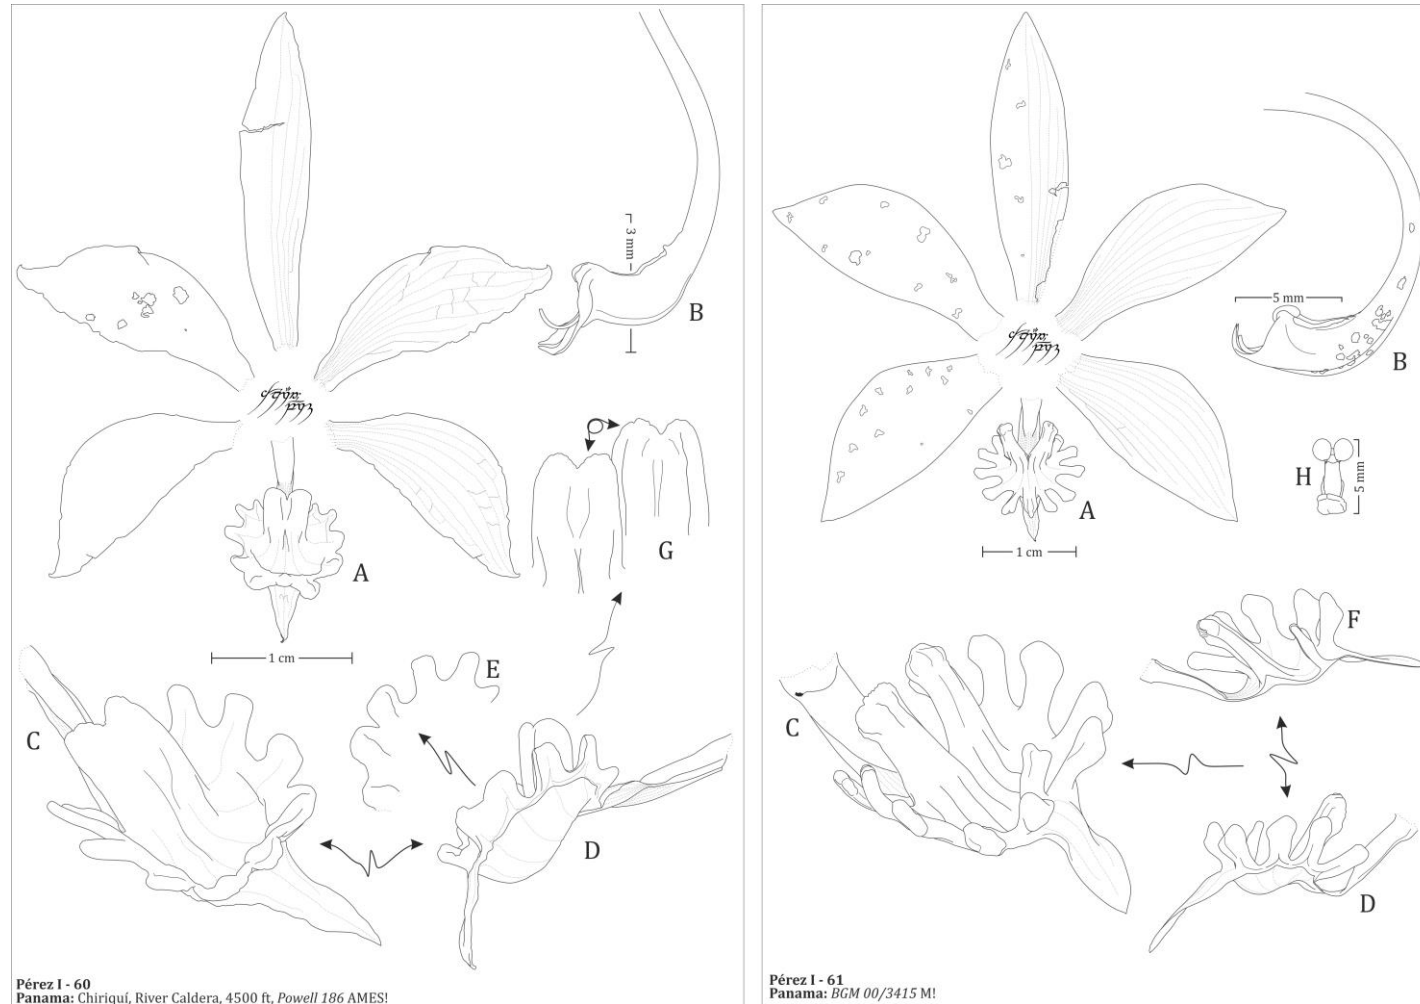 3 mm
B
G
A
1 cm
E
C
D
Pérez I - 60
Panama: Chiriquí, River Caldera, 4500 ft, Powell 186 AMES!
5 mm
B
H
5 mm
A
1 cm
F
C
D
Pérez I - 61
Panama: BGM 00/3415 M!